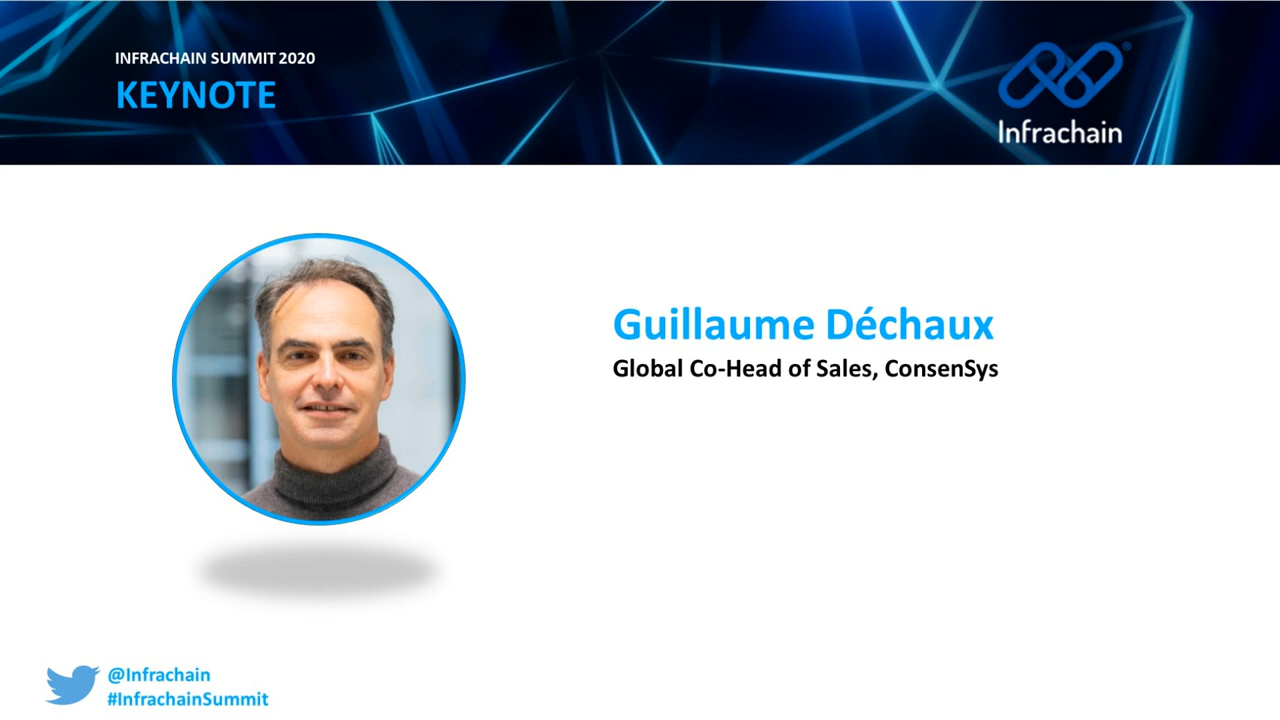 INFRACHAIN SUMMIT 2020
KEYNOTE
®
Infrachain
Guillaume Déchaux
Global Co-Head of Sales, ConsenSys
@Infrachain
#InfrachainSummit